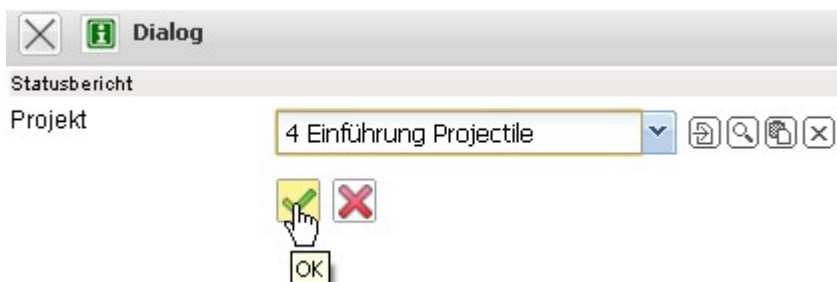 Dialog
Statusbericht
Projekt
4 Einführung Projectile
OK